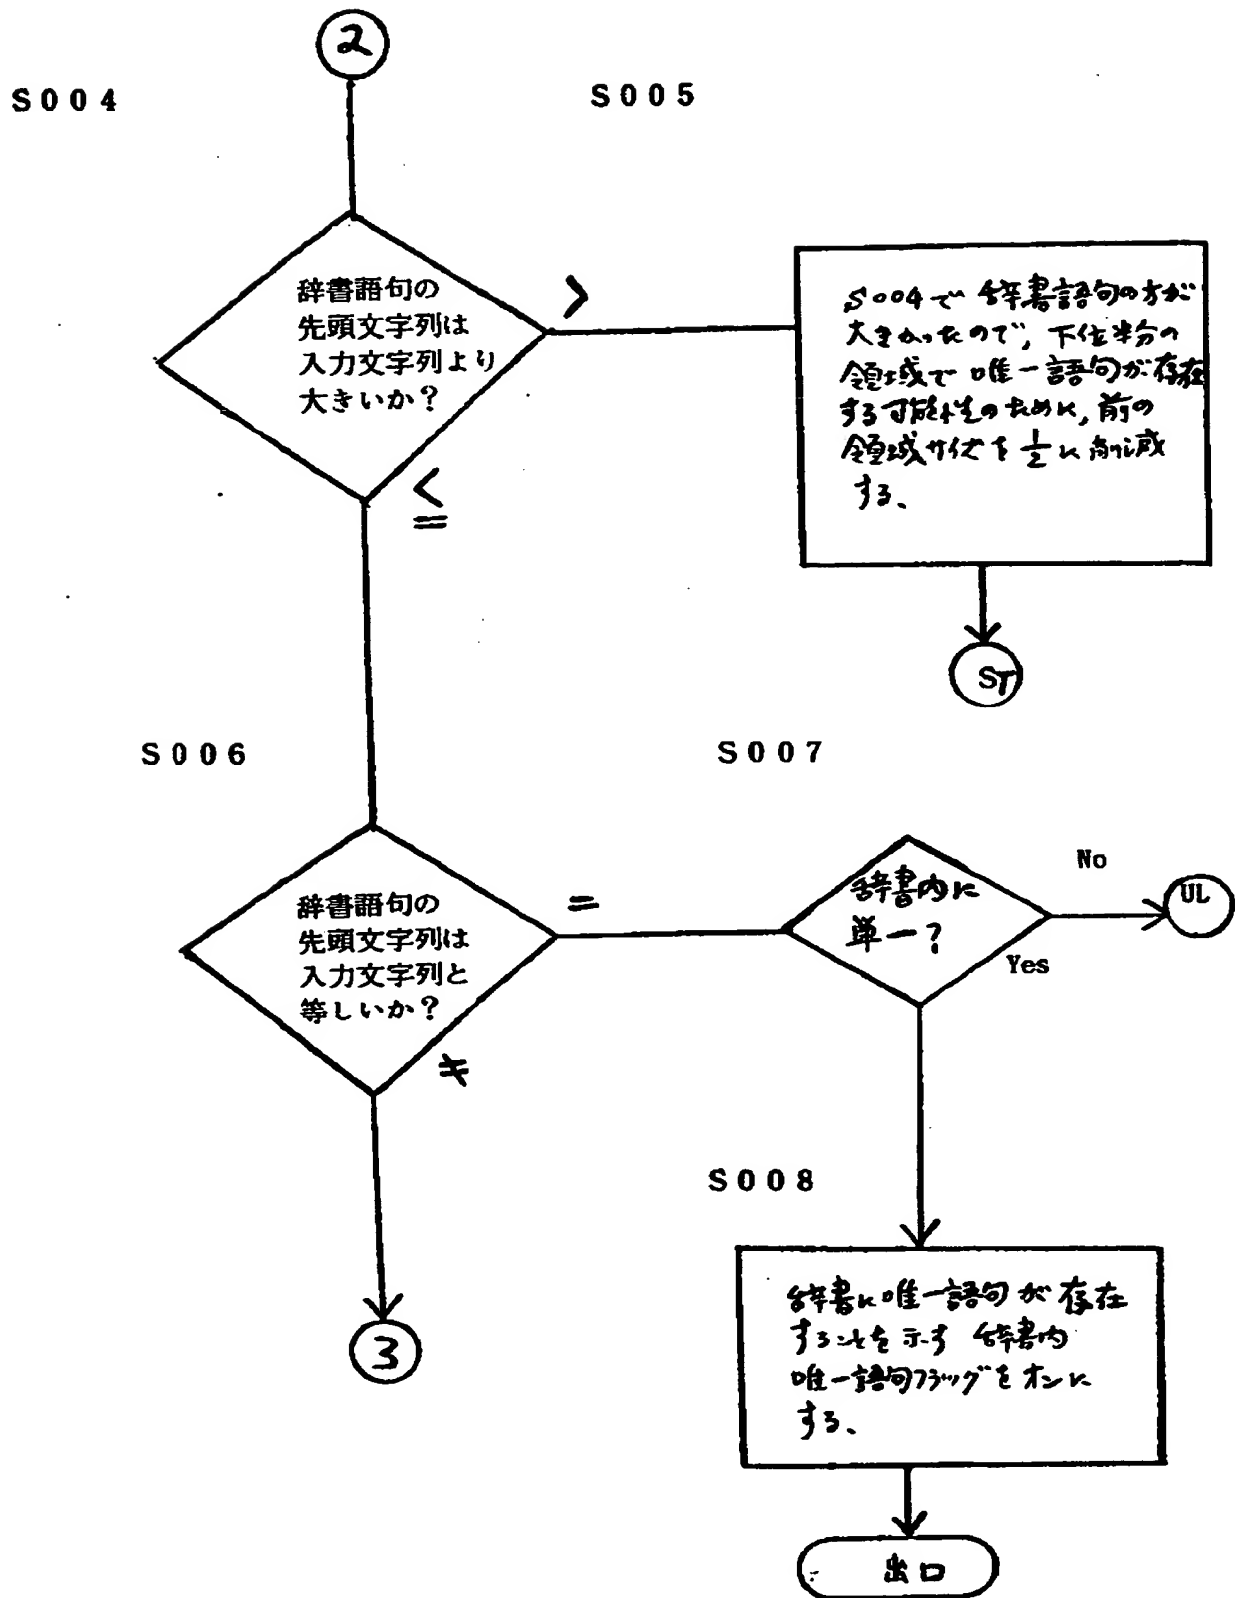 2
S004
S005
辞書語句の
先頭文字列は
入力文字列より
大きいか?
>
<
=
S004で 辞書語句の方が
大きかったので, 下位半分の
領域で 唯一語句が存在
する可能性のために, 前の
領域サイズを 1/2 に削減
する、
ST
S006
S007
辞書語句の
先頭文字列は
入力文字列と
等しいか?
=
≠
辞書内に
単一?
No
UL
Yes
3
S008
辞書に唯一語句が存在
することを示す 辞書内
唯一語句フラッグをオンに
する、
出口